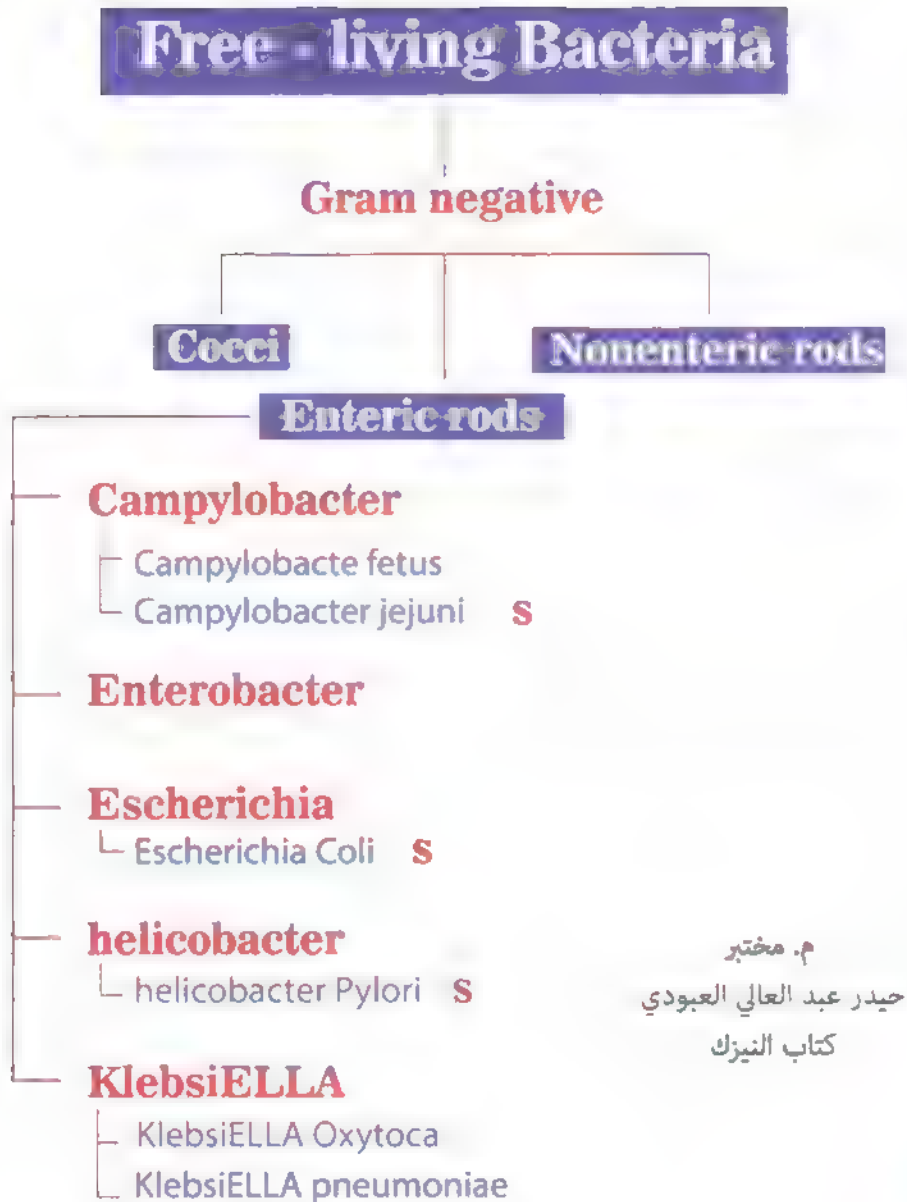 Free - living Bacteria
Gram negative
Cocci
Nonenteric rods
Enteric rods
Campylobacter
Campylobacte fetus
Campylobacter jejuni S
Enterobacter
Escherichia
Escherichia Coli S
helicobacter
helicobacter Pylori S
م. مختبر
حيدر عبد العالي العبودي
كتاب النيزك
KlebsiELLA
KlebsiELLA Oxytoca
KlebsiELLA pneumoniae